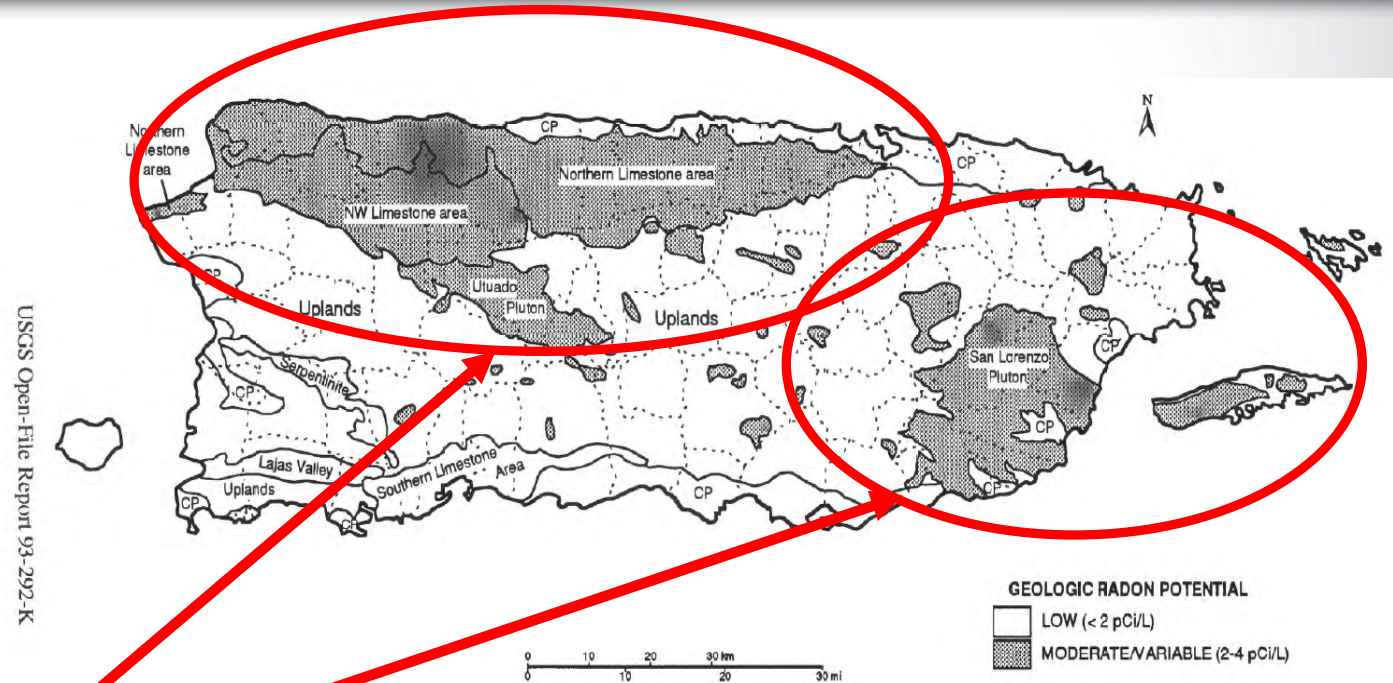 N
CP
CP
Northern
Limestone
area
Northern Limestone area
NW Limestone area
CP
Utuado
Pluton
Uplands
Uplands
CP
San Lorenzo
Pluton
Serpentinite
CP
CP
Lajas Valley
Southern Limestone
Area
Uplands
CP
CP
CP
CP
USGS Open-File Report 93-292-K
GEOLOGIC RADON POTENTIAL
LOW (< 2 pCi/L)
MODERATE/VARIABLE (2-4 pCi/L)
0 10 20 30 km
0 10 20 30 mi